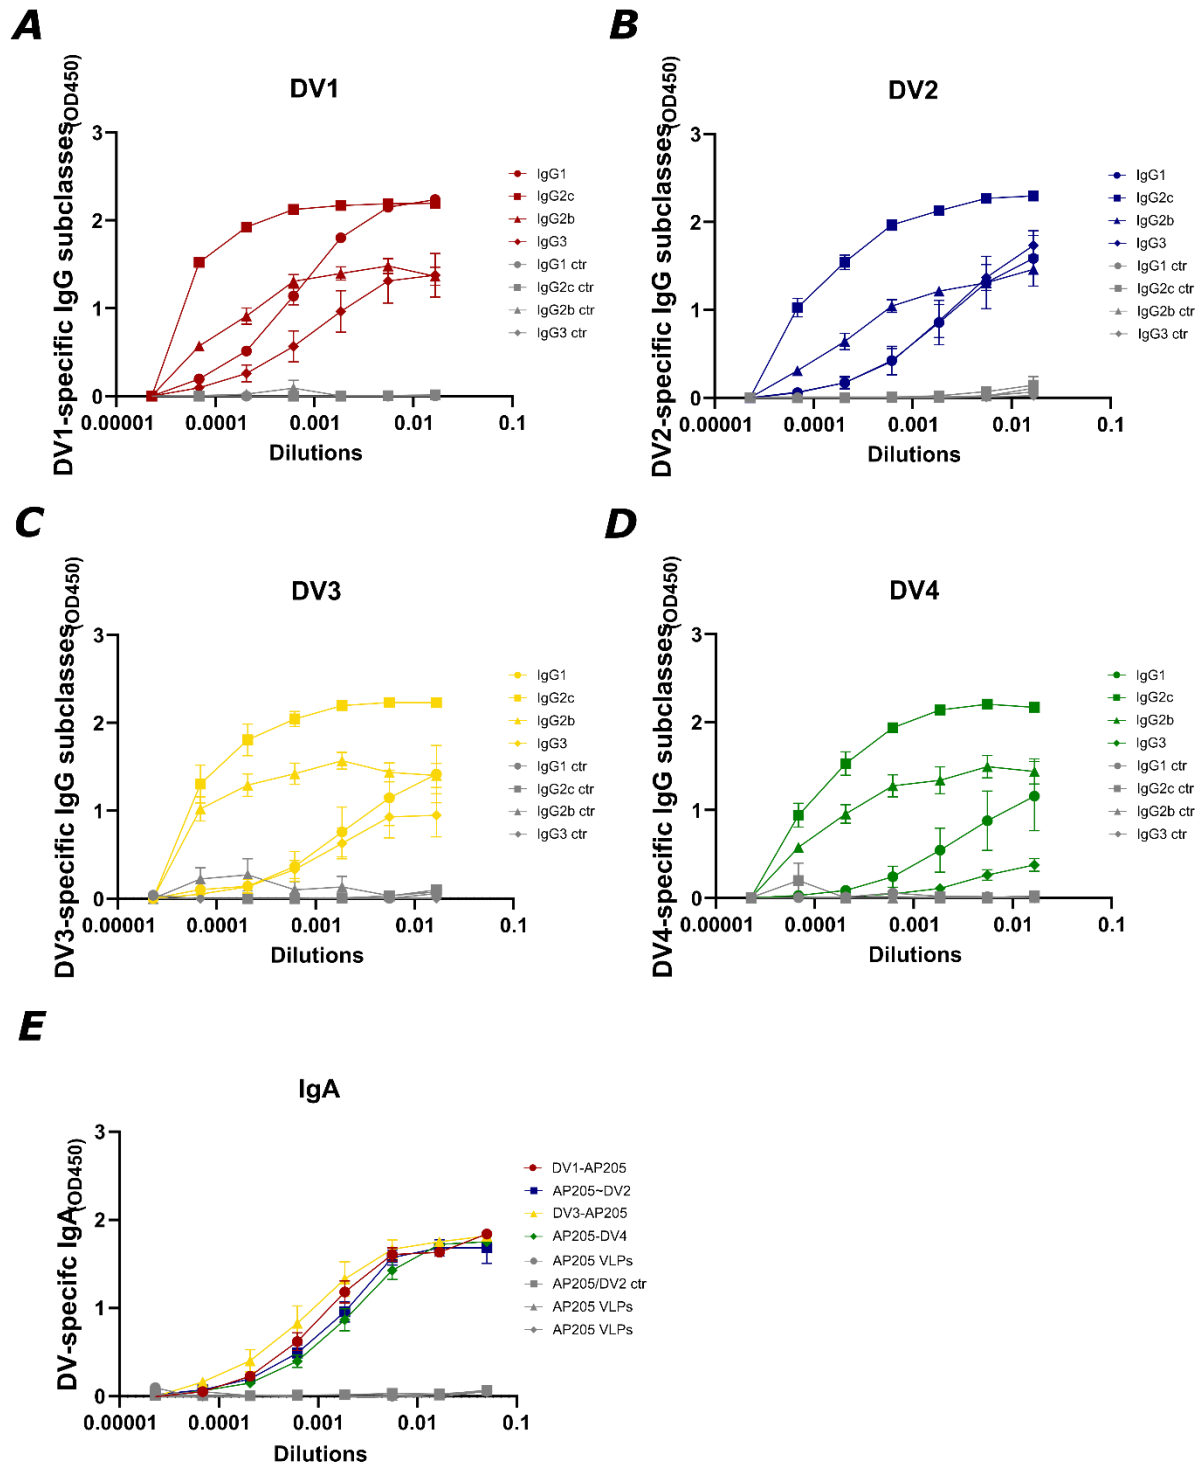 A
DV1
DV1-specific IgG subclasses (OD450)
3
2
1
0
0.00001
0.0001
0.001
0.01
0.1
Dilutions
IgG1
IgG2c
IgG2b
IgG3
IgG1 ctr
IgG2c ctr
IgG2b ctr
IgG3 ctr
B
DV2
DV2-specific IgG subclasses (OD450)
3
2
1
0
0.00001
0.0001
0.001
0.01
0.1
Dilutions
IgG1
IgG2c
IgG2b
IgG3
IgG1 ctr
IgG2c ctr
IgG2b ctr
IgG3 ctr
C
DV3
DV3-specific IgG subclasses (OD450)
3
2
1
0
0.00001
0.0001
0.001
0.01
0.1
Dilutions
IgG1
IgG2c
IgG2b
IgG3
IgG1 ctr
IgG2c ctr
IgG2b ctr
IgG3 ctr
D
DV4
DV4-specific IgG subclasses (OD450)
3
2
1
0
0.00001
0.0001
0.001
0.01
0.1
Dilutions
IgG1
IgG2c
IgG2b
IgG3
IgG1 ctr
IgG2c ctr
IgG2b ctr
IgG3 ctr
E
IgA
DV-specifc IgA (OD450)
3
2
1
0
0.00001
0.0001
0.001
0.01
0.1
Dilutions
DV1-AP205
AP205~DV2
DV3-AP205
AP205-DV4
AP205 VLPs
AP205/DV2 ctr
AP205 VLPs
AP205 VLPs